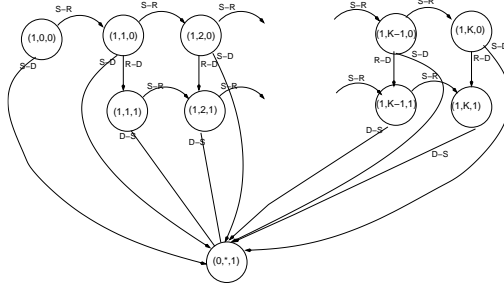 S–R S–R S–R S–R
(1,0,0) (1,1,0) (1,2,0) (1,K–1,0) (1,K,0)
S–D S–D R–D R–D S–D R–D S–D R–D S–D
S–R S–R S–R S–R
(1,1,1) (1,2,1) (1,K–1,1) (1,K,1)
D–S D–S D–S D–S
(0,*,1)